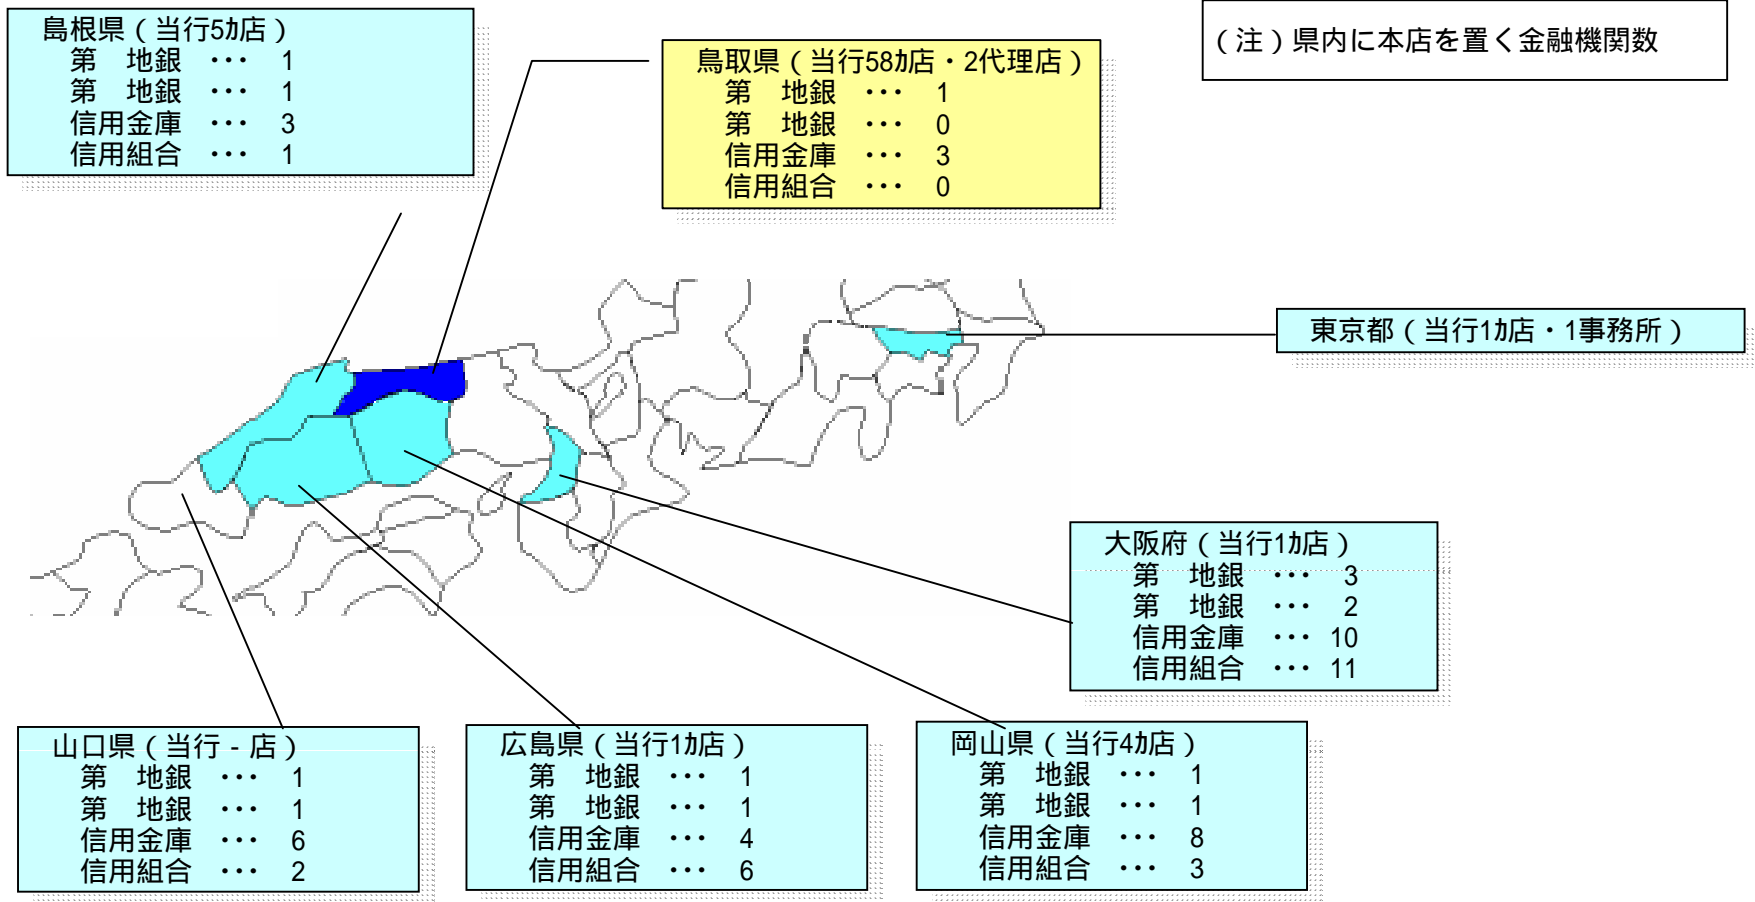 島根県（当行5ｶ店）
第　地銀 ･･･ 1
第　地銀 ･･･ 1
信用金庫 ･･･ 3
信用組合 ･･･ 1
鳥取県（当行58ｶ店・2代理店）
第　地銀 ･･･ 1
第　地銀 ･･･ 0
信用金庫 ･･･ 3
信用組合 ･･･ 0
（注）県内に本店を置く金融機関数
東京都（当行1ｶ店・1事務所）
大阪府（当行1ｶ店）
第　地銀 ･･･ 3
第　地銀 ･･･ 2
信用金庫 ･･･ 10
信用組合 ･･･ 11
山口県（当行 - 店）
第　地銀 ･･･ 1
第　地銀 ･･･ 1
信用金庫 ･･･ 6
信用組合 ･･･ 2
広島県（当行1ｶ店）
第　地銀 ･･･ 1
第　地銀 ･･･ 1
信用金庫 ･･･ 4
信用組合 ･･･ 6
岡山県（当行4ｶ店）
第　地銀 ･･･ 1
第　地銀 ･･･ 1
信用金庫 ･･･ 8
信用組合 ･･･ 3